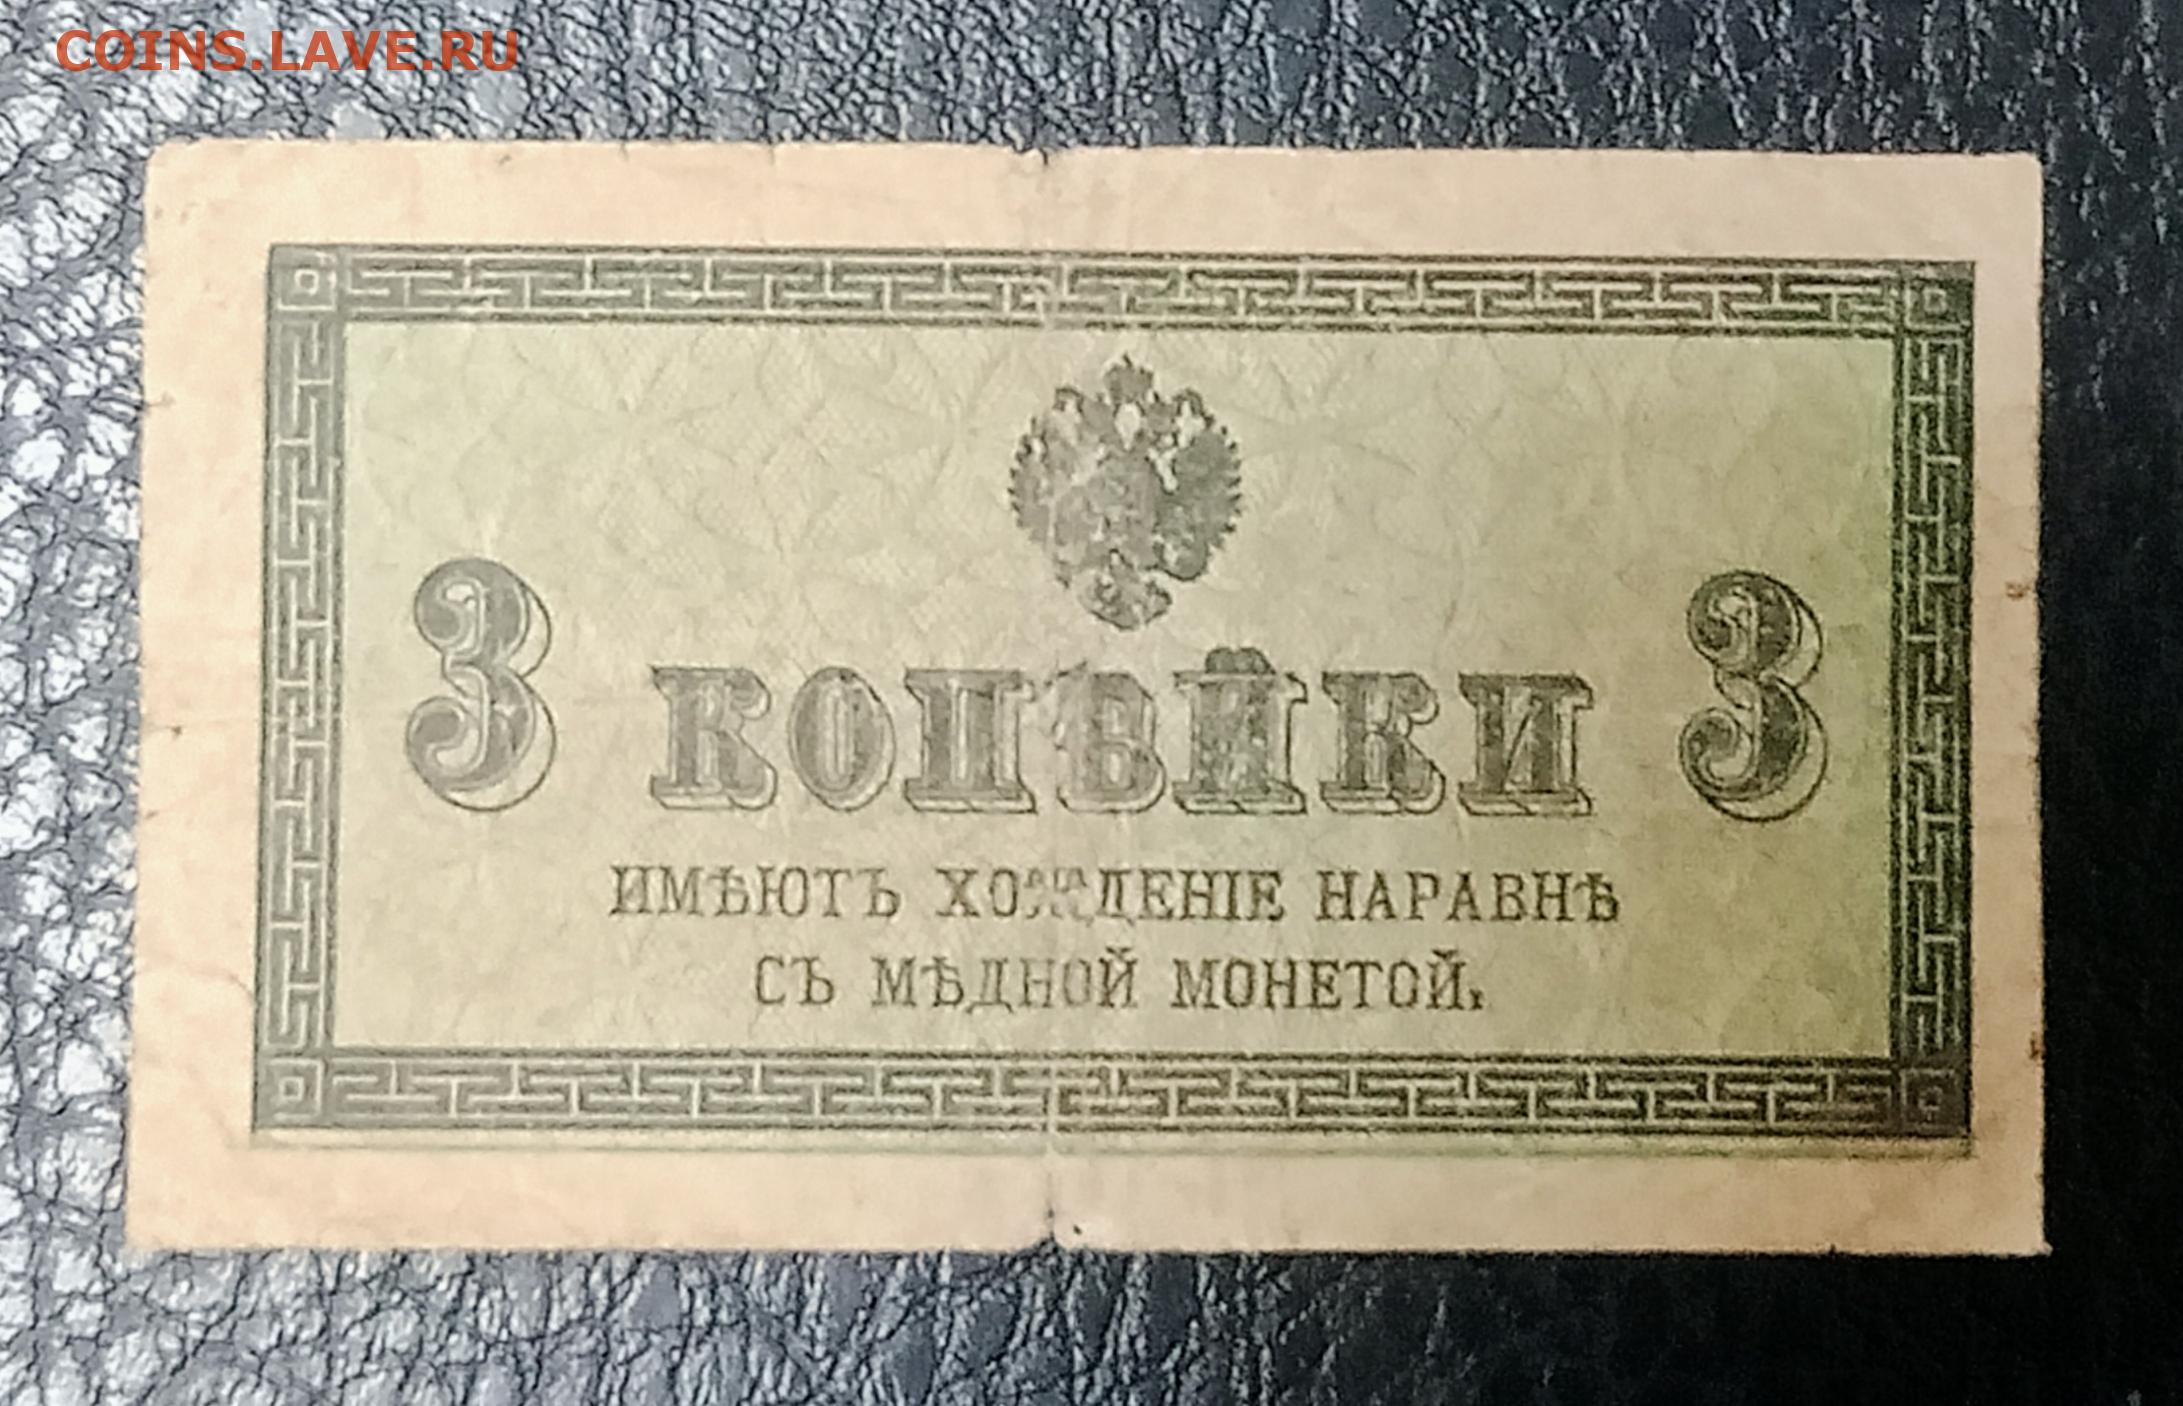 COINS.LAVE.RU
3 КОПѢЙКИ 3
ИМѢЮТЪ ХОЖДЕНІЕ НАРАВНѢ
СЪ МѢДНОЙ МОНЕТОЙ.